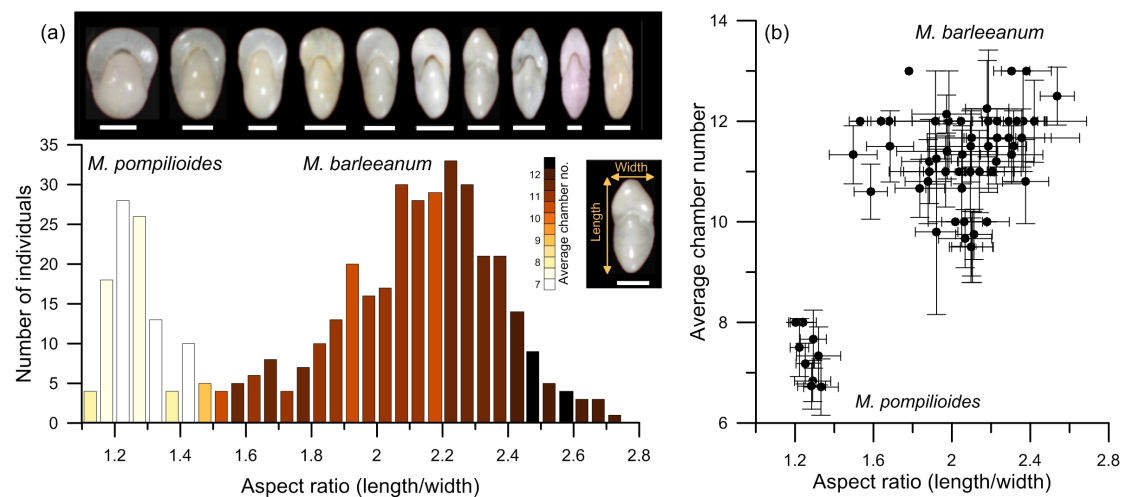 (a)
M. pompilioides
M. barleeanum
Number of individuals
35
30
25
20
15
10
5
0
1.2
1.4
1.6
1.8
2
2.2
2.4
2.6
2.8
Aspect ratio (length/width)
12
11
10
9
8
7
Average chamber no.
Width
Length
(b)
M. barleeanum
Average chamber number
14
12
10
8
6
M. pompilioides
1.2
1.6
2
2.4
2.8
Aspect ratio (length/width)